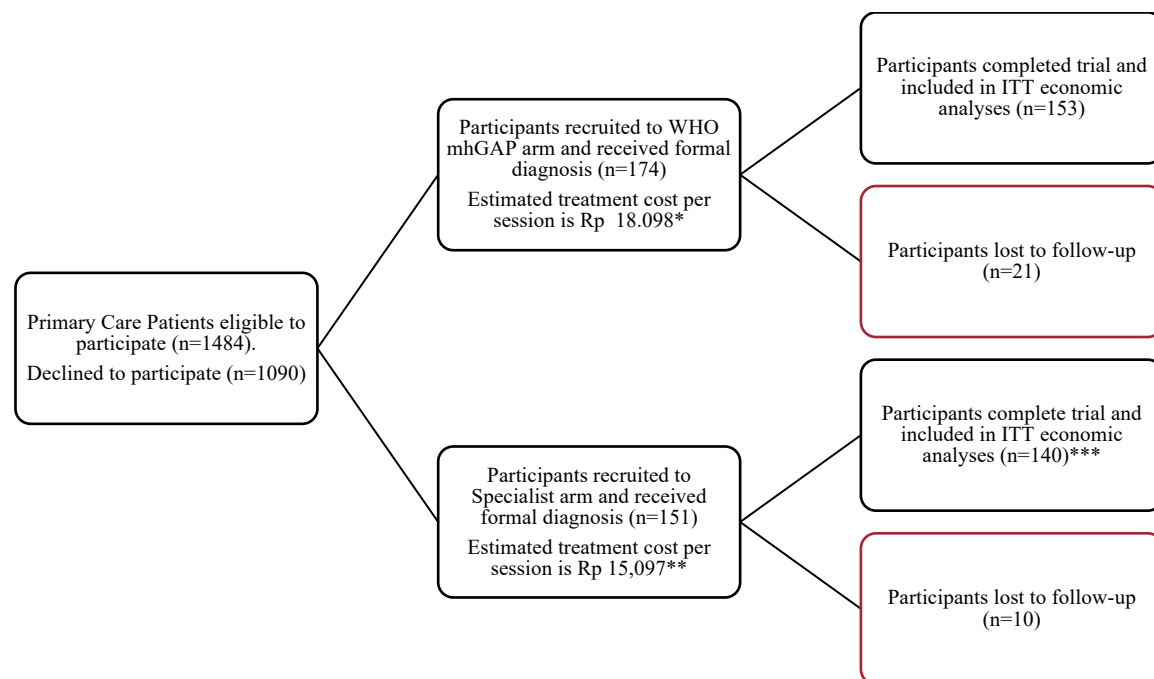 Primary Care Patients eligible to
participate (n=1484).
Declined to participate (n=1090)
Participants recruited to WHO
mhGAP arm and received formal
diagnosis (n=174)
Estimated treatment cost per
session is Rp  18.098*
Participants recruited to
Specialist arm and received
formal diagnosis (n=151)
Estimated treatment cost per
session is Rp 15,097**
Participants completed trial and
included in ITT economic
analyses (n=153)
Participants lost to follow-up
(n=21)
Participants complete trial and
included in ITT economic
analyses (n=140)***
Participants lost to follow-up
(n=10)